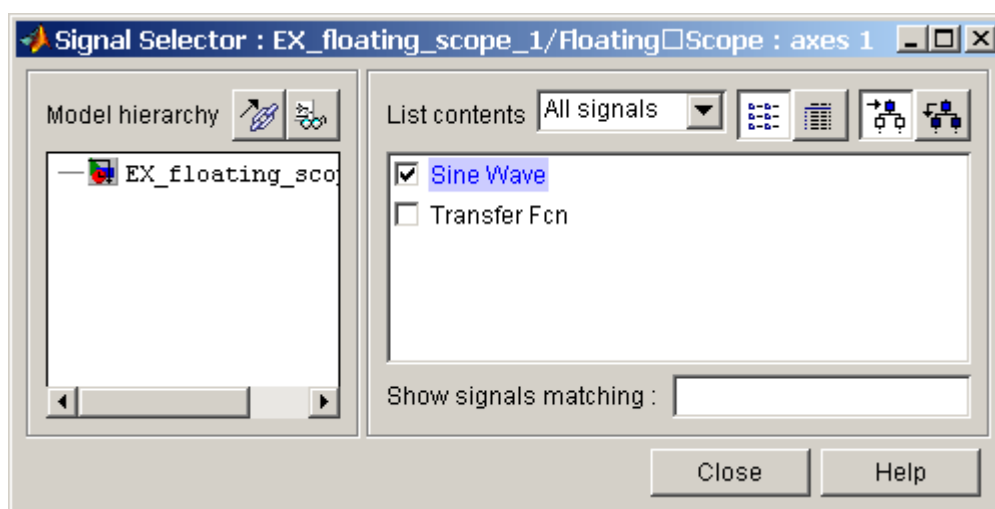 Signal Selector : EX_floating_scope_1/Floating□Scope : axes 1
Model hierarchy
EX_floating_sco
List contents All signals
Sine Wave
Transfer Fcn
Show signals matching :
Close Help